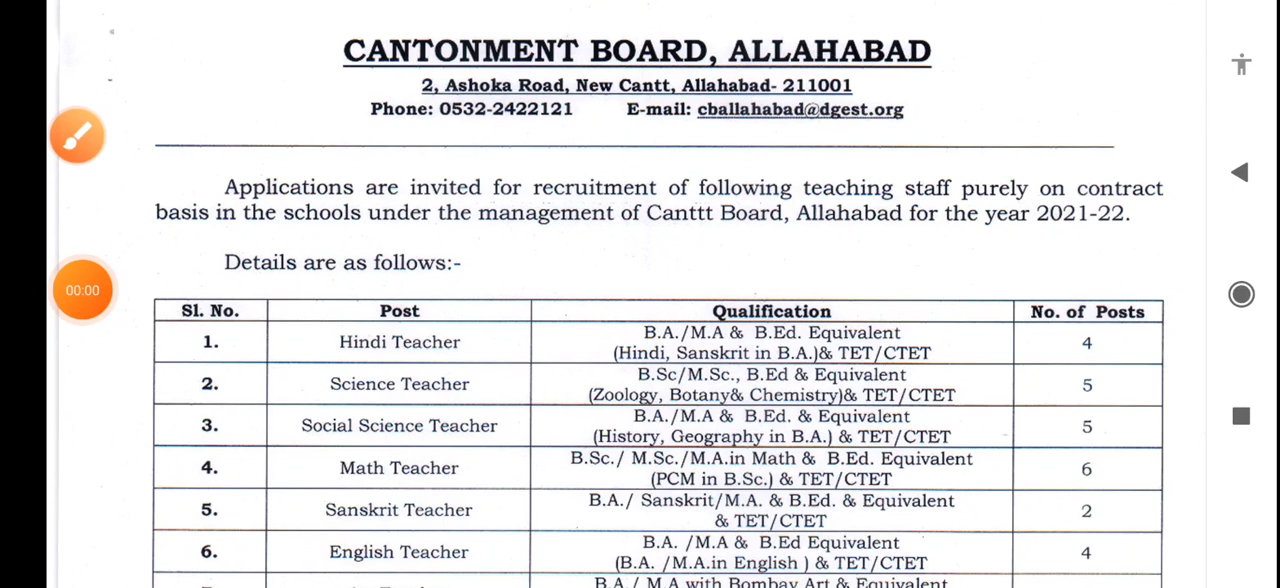 CANTONMENT BOARD, ALLAHABAD
2, Ashoka Road, New Cantt, Allahabad- 211001
Phone: 0532-2422121 E-mail: cballahabad@dgest.org
Applications are invited for recruitment of following teaching staff purely on contract
basis in the schools under the management of Canttt Board, Allahabad for the year 2021-22.
Details are as follows:-
Sl. No. Post Qualification No. of Posts
1. Hindi Teacher B.A./M.A & B.Ed. Equivalent
(Hindi, Sanskrit in B.A.)& TET/CTET 4
2. Science Teacher B.Sc/M.Sc., B.Ed & Equivalent
(Zoology, Botany& Chemistry)& TET/CTET 5
3. Social Science Teacher B.A./M.A & B.Ed. & Equivalent
(History, Geography in B.A.) & TET/CTET 5
4. Math Teacher B.Sc./ M.Sc./M.A.in Math & B.Ed. Equivalent
(PCM in B.Sc.) & TET/CTET 6
5. Sanskrit Teacher B.A./ Sanskrit/M.A. & B.Ed. & Equivalent
& TET/CTET 2
6. English Teacher B.A. /M.A & B.Ed Equivalent
(B.A. /M.A.in English ) & TET/CTET 4
B.A./ M.A with Bombay Art & Equivalent
00:00